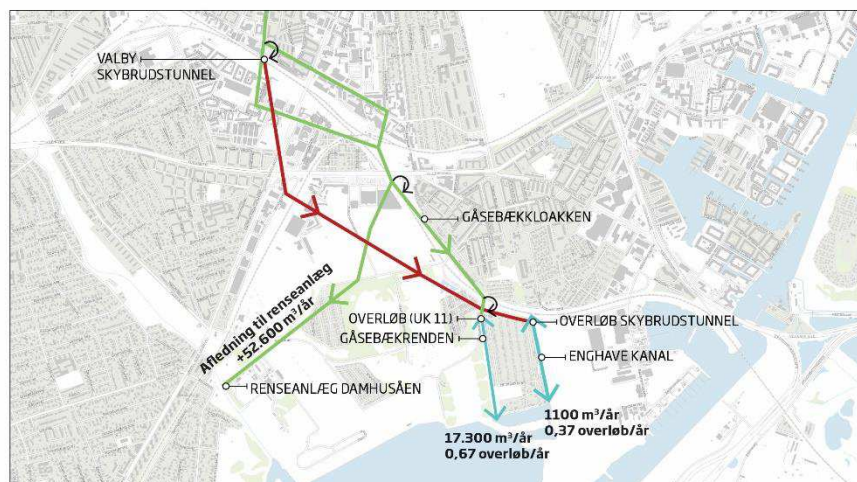 VALBY
SKYBRUDSTUNNEL
GÅSEBÆKKLOAKKEN
Afledning til renseanlæg
+52.600 m³/år
OVERLØB (UK 11)
GÅSEBÆKRENDEN
OVERLØB SKYBRUDSTUNNEL
ENGHAVE KANAL
RENSEANLÆG DAMHUSÅEN
17.300 m³/år
0,67 overløb/år
1100 m³/år
0,37 overløb/år